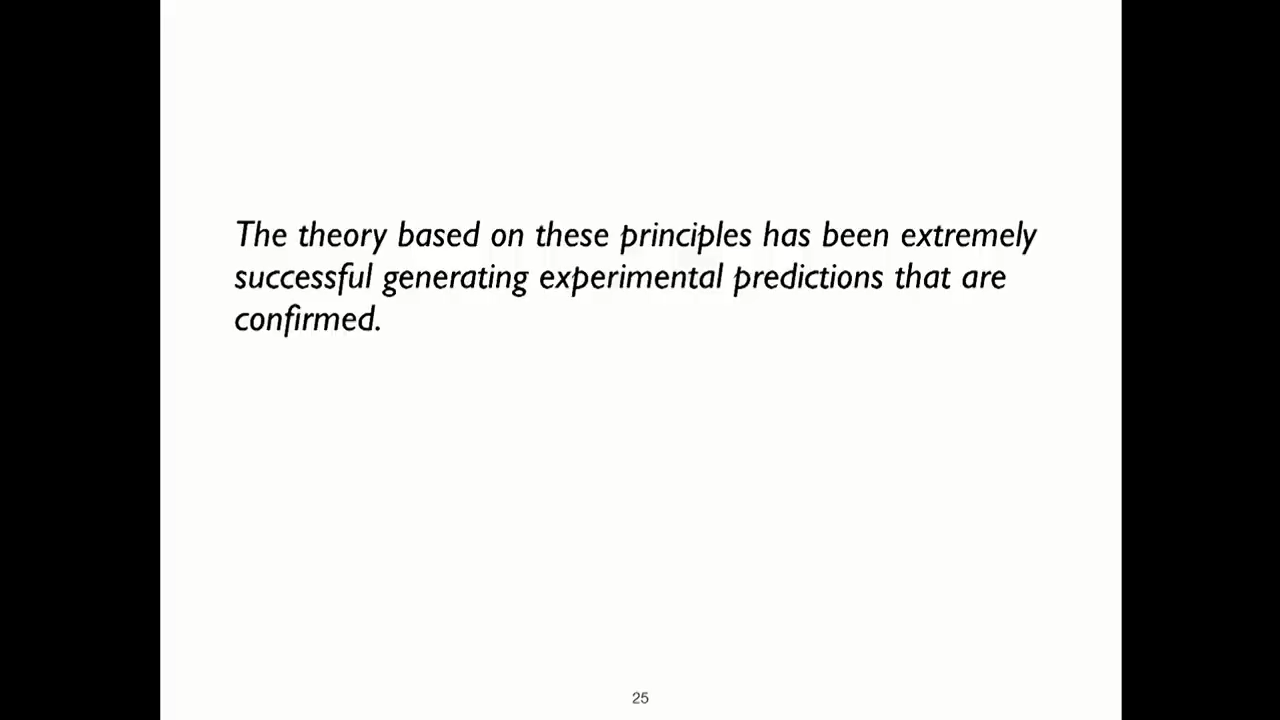 The theory based on these principles has been extremely
successful generating experimental predictions that are
confirmed.
25